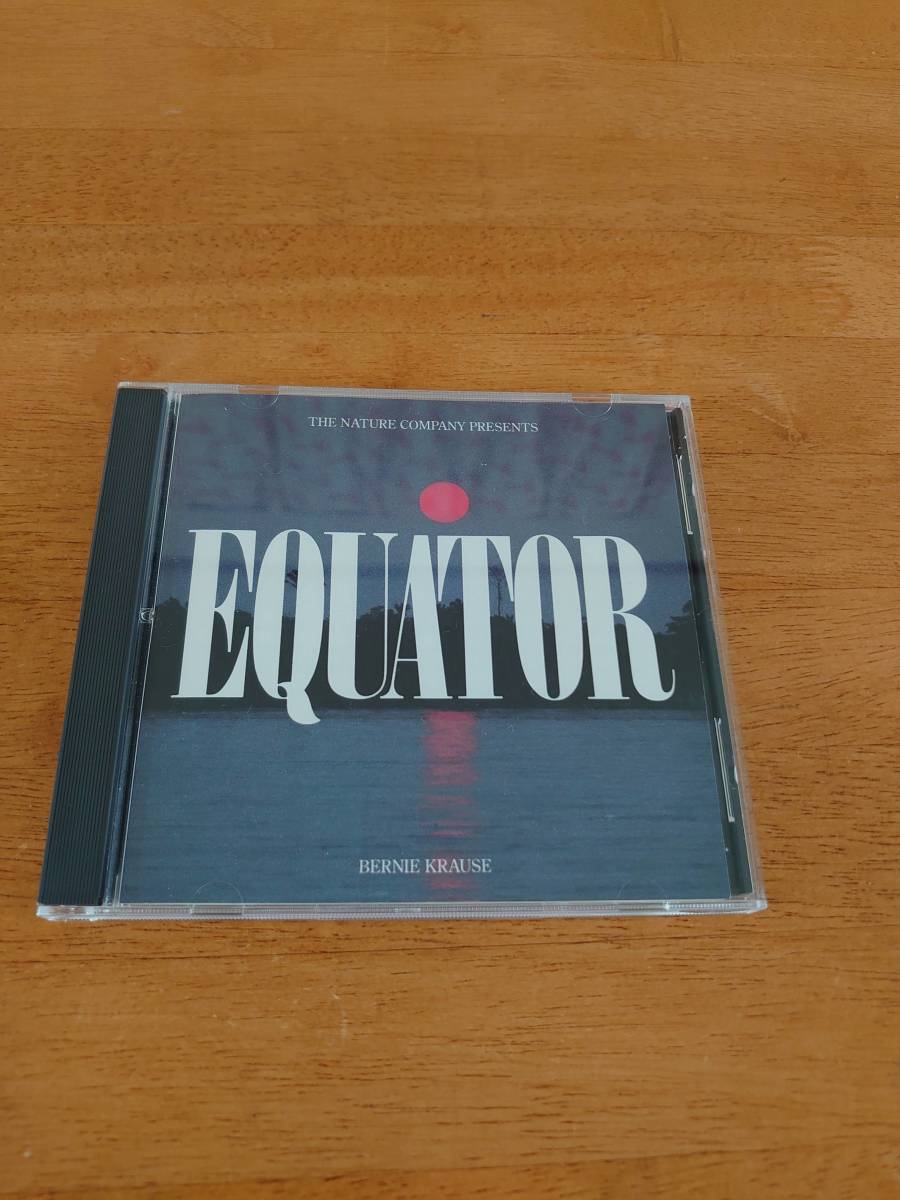 THE NATURE COMPANY PRESENTS
EQUATOR
BERNIE KRAUSE